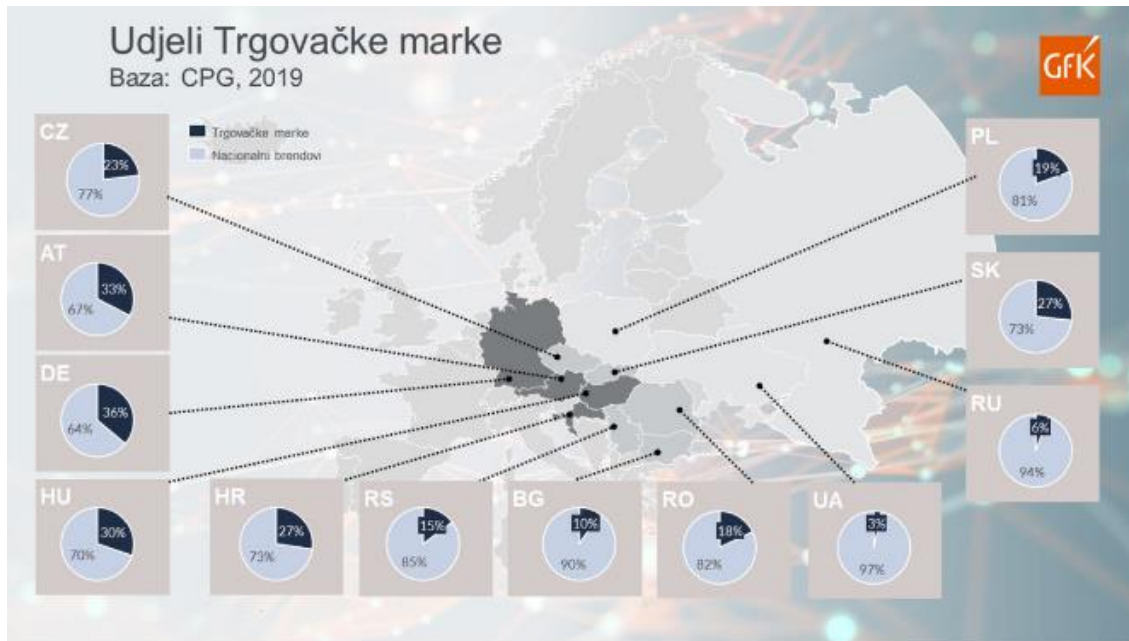 Udjeli Trgovačke marke
Baza: CPG, 2019
GfK
Trgovačke marke
Nacionalni brendovi
CZ
23%
77%
AT
33%
67%
DE
36%
64%
HU
30%
70%
HR
27%
73%
RS
15%
85%
BG
10%
90%
RO
18%
82%
UA
3%
97%
PL
19%
81%
SK
27%
73%
RU
6%
94%